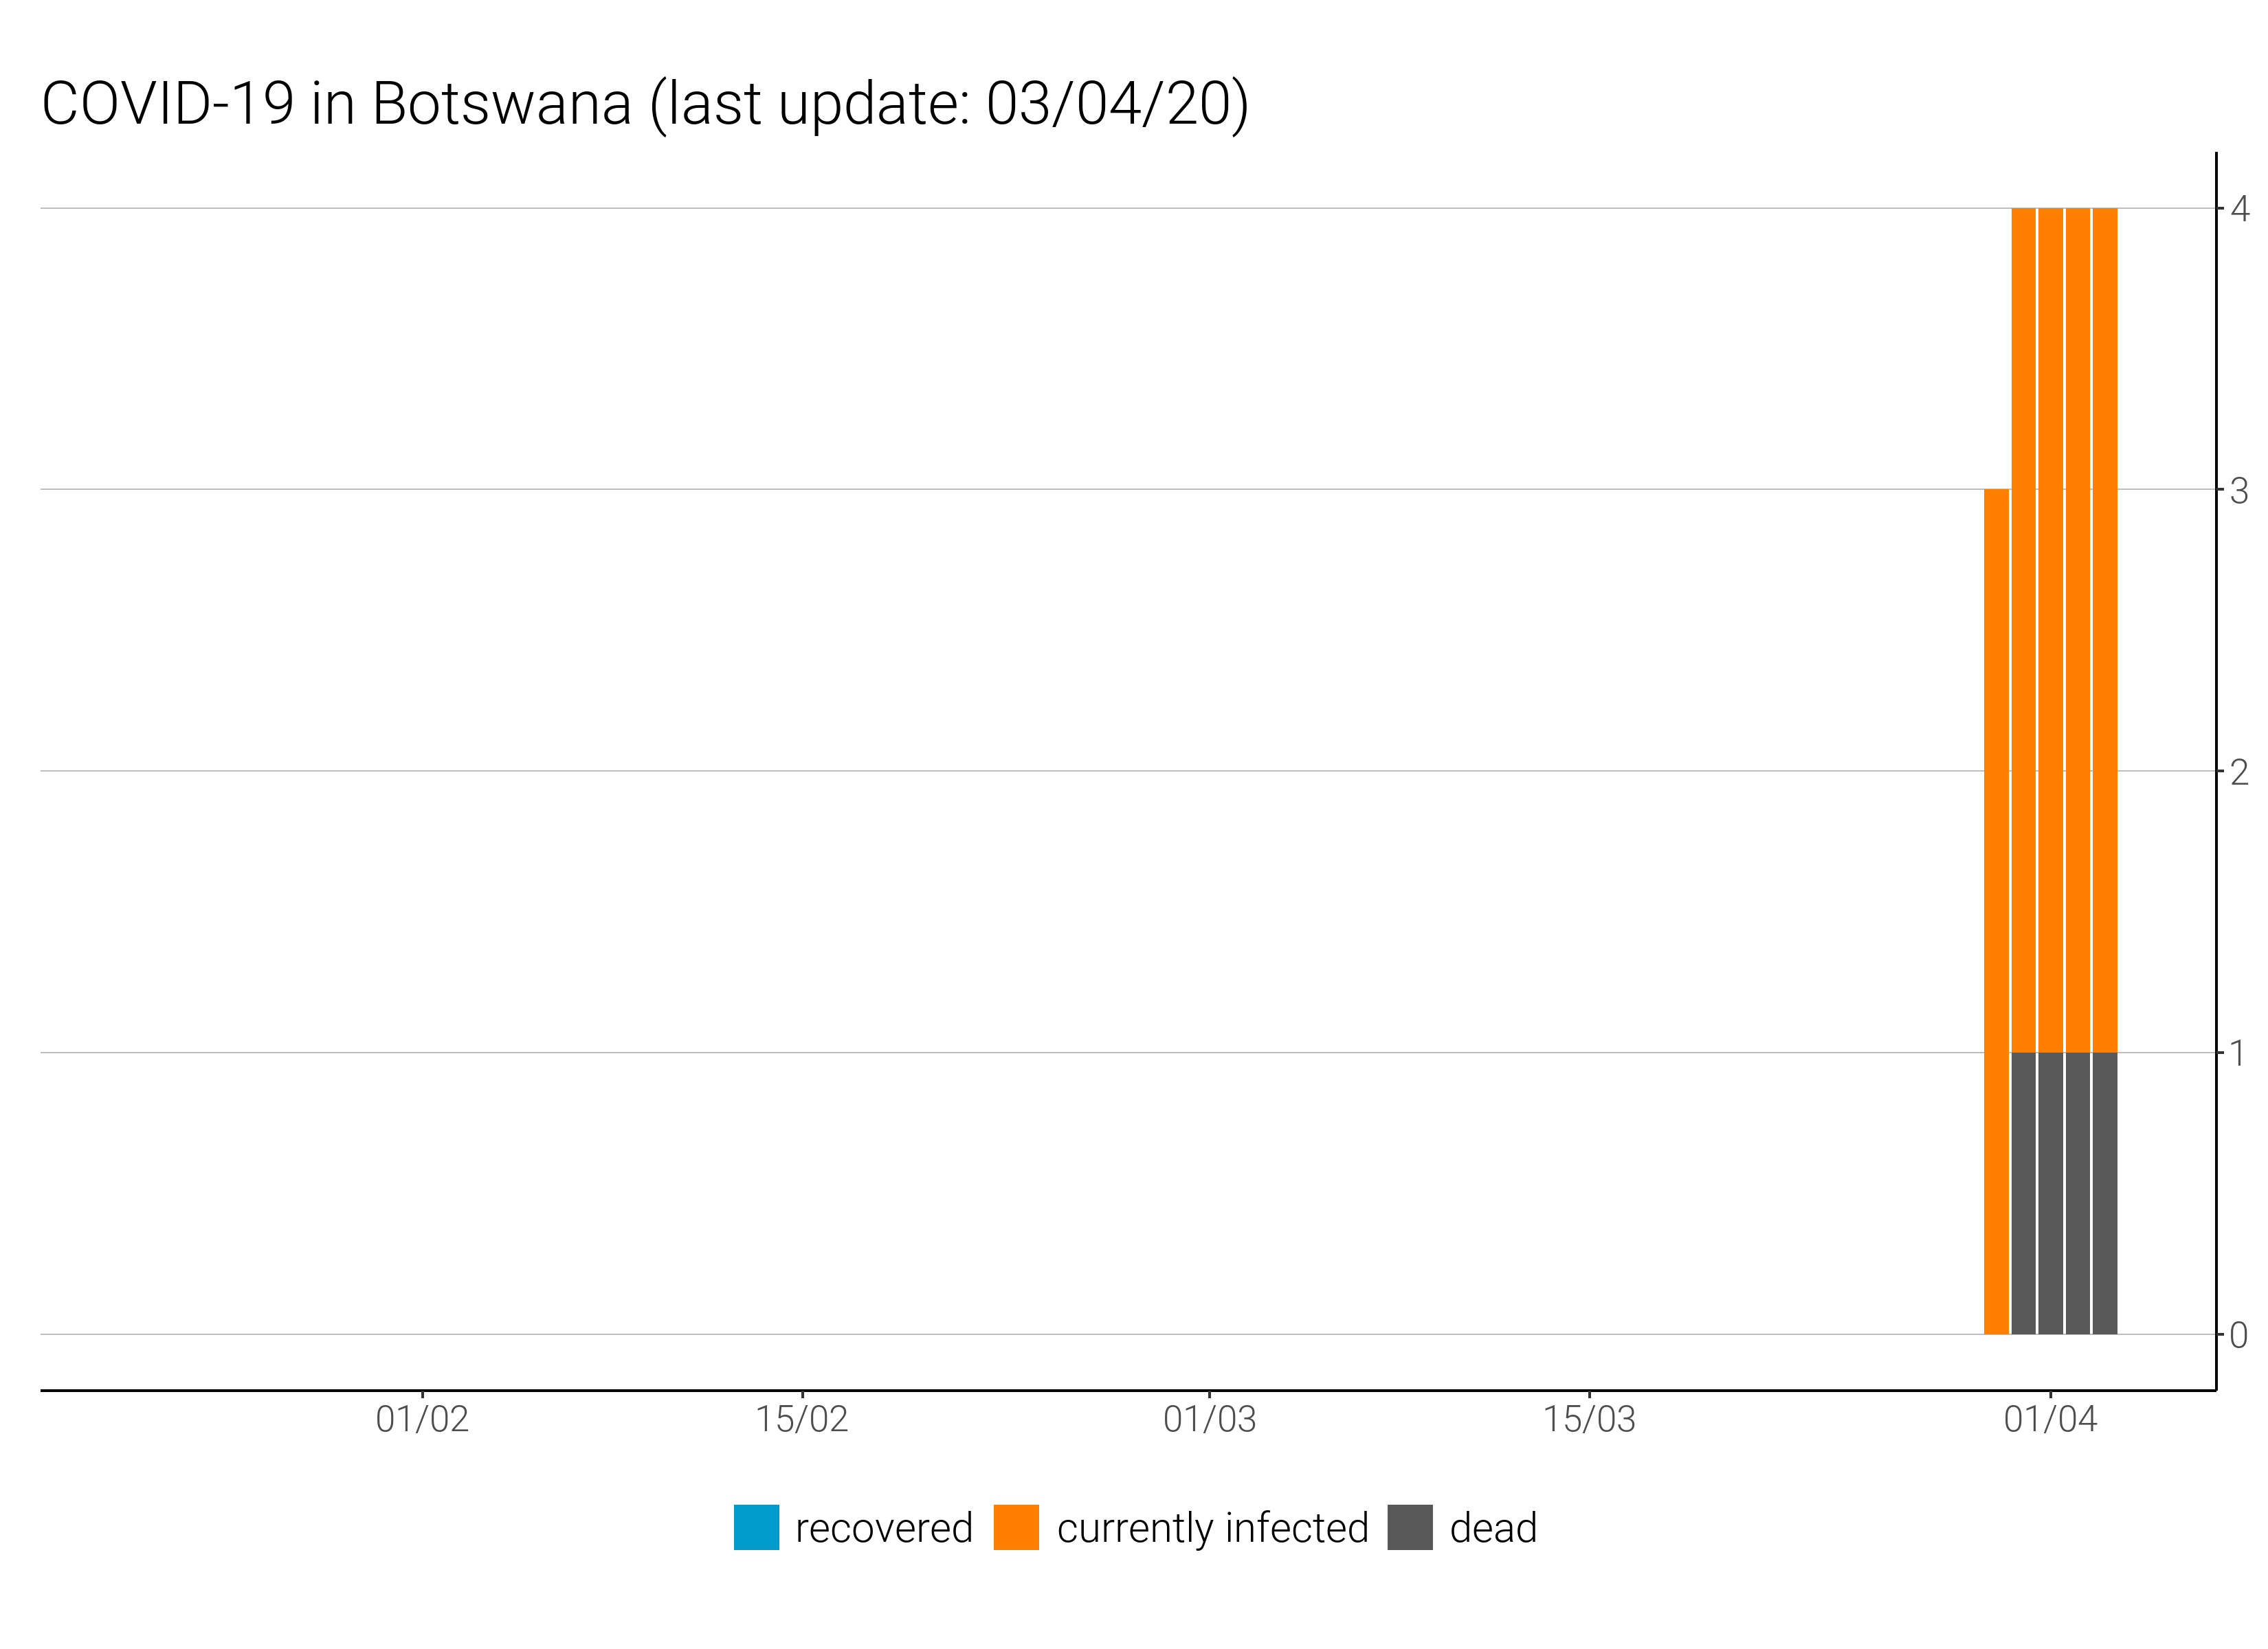 COVID-19 in Botswana (last update: 03/04/20)
4
3
2
1
0
01/02 15/02 01/03 15/03 01/04
recovered currently infected dead